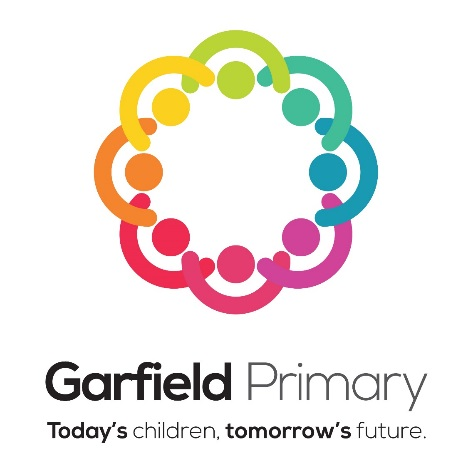 Garfield Primary
Today's children, tomorrow's future.